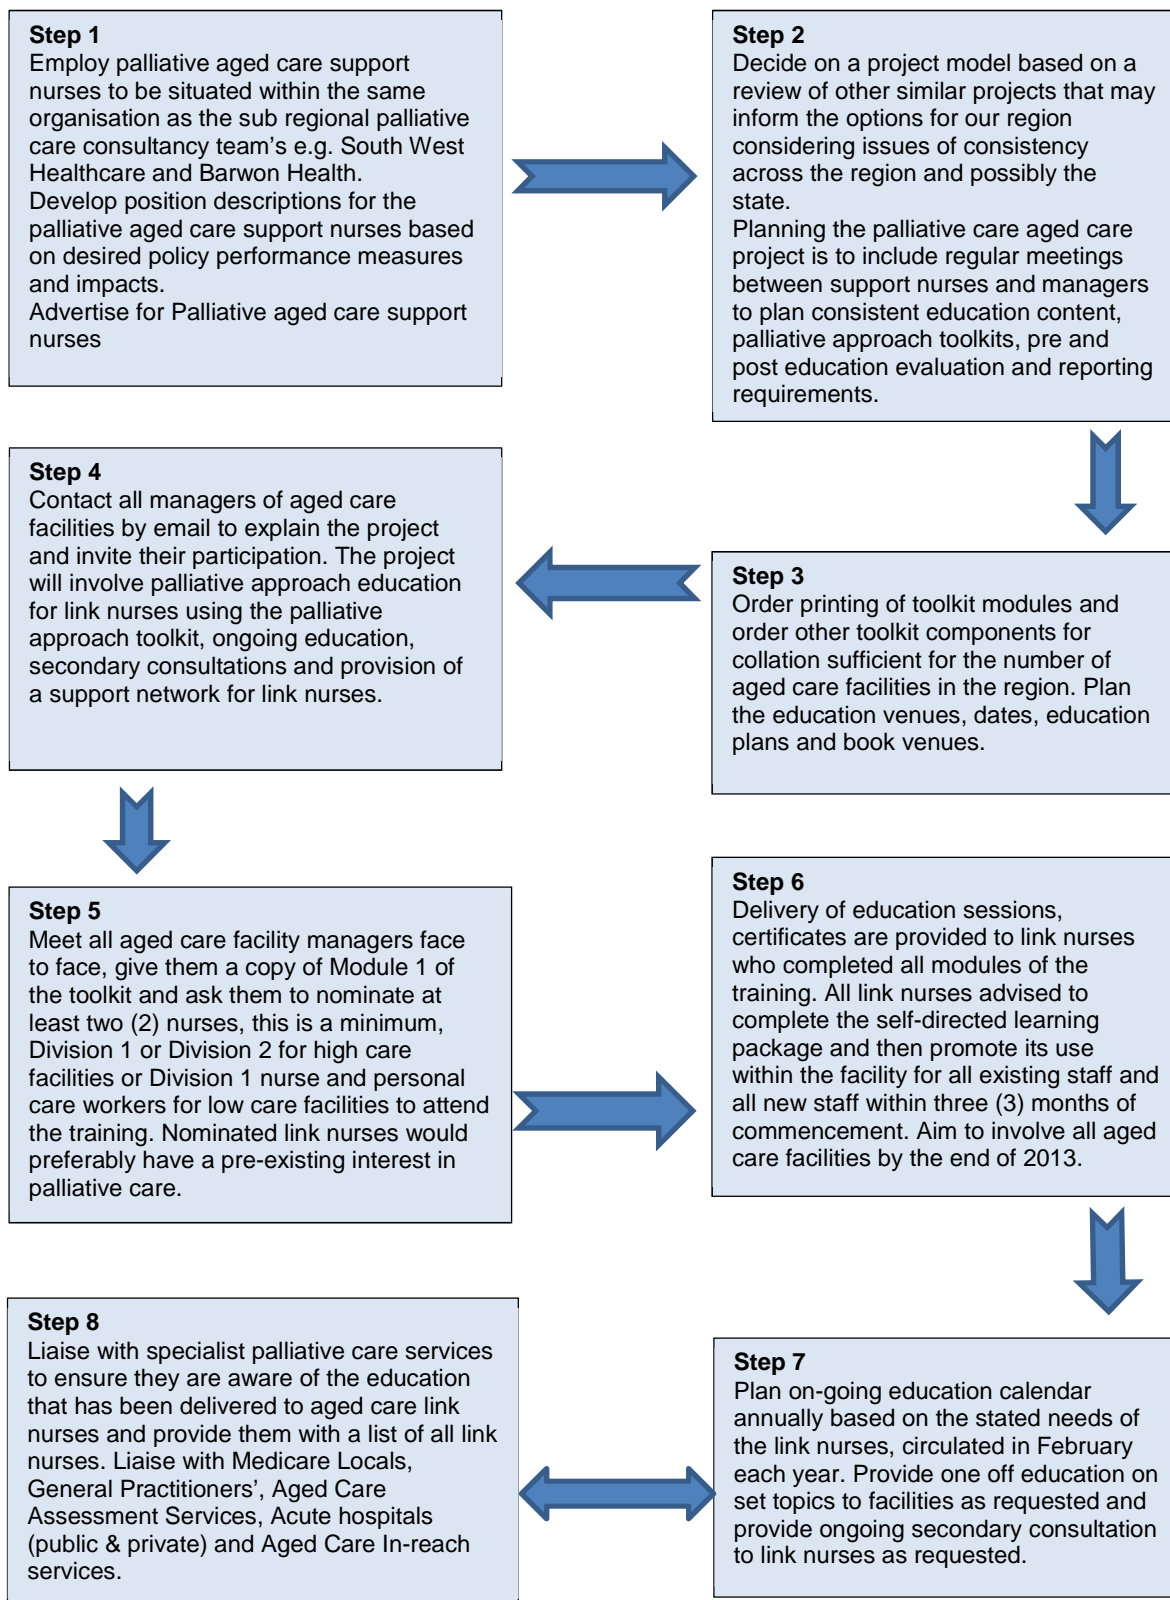 Step 1
Employ palliative aged care support
nurses to be situated within the same
organisation as the sub regional palliative
care consultancy team's e.g. South West
Healthcare and Barwon Health.
Develop position descriptions for the
palliative aged care support nurses based
on desired policy performance measures
and impacts.
Advertise for Palliative aged care support
nurses
Step 2
Decide on a project model based on a
review of other similar projects that may
inform the options for our region
considering issues of consistency
across the region and possibly the
state.
Planning the palliative care aged care
project is to include regular meetings
between support nurses and managers
to plan consistent education content,
palliative approach toolkits, pre and
post education evaluation and reporting
requirements.
Step 3
Order printing of toolkit modules and
order other toolkit components for
collation sufficient for the number of
aged care facilities in the region. Plan
the education venues, dates, education
plans and book venues.
Step 4
Contact all managers of aged care
facilities by email to explain the project
and invite their participation. The project
will involve palliative approach education
for link nurses using the palliative
approach toolkit, ongoing education,
secondary consultations and provision of
a support network for link nurses.
Step 5
Meet all aged care facility managers face
to face, give them a copy of Module 1 of
the toolkit and ask them to nominate at
least two (2) nurses, this is a minimum,
Division 1 or Division 2 for high care
facilities or Division 1 nurse and personal
care workers for low care facilities to attend
the training. Nominated link nurses would
preferably have a pre-existing interest in
palliative care.
Step 6
Delivery of education sessions,
certificates are provided to link nurses
who completed all modules of the
training. All link nurses advised to
complete the self-directed learning
package and then promote its use
within the facility for all existing staff and
all new staff within three (3) months of
commencement. Aim to involve all aged
care facilities by the end of 2013.
Step 7
Plan on-going education calendar
annually based on the stated needs of
the link nurses, circulated in February
each year. Provide one off education on
set topics to facilities as requested and
provide ongoing secondary consultation
to link nurses as requested.
Step 8
Liaise with specialist palliative care services
to ensure they are aware of the education
that has been delivered to aged care link
nurses and provide them with a list of all link
nurses. Liaise with Medicare Locals,
General Practitioners', Aged Care
Assessment Services, Acute hospitals
(public & private) and Aged Care In-reach
services.